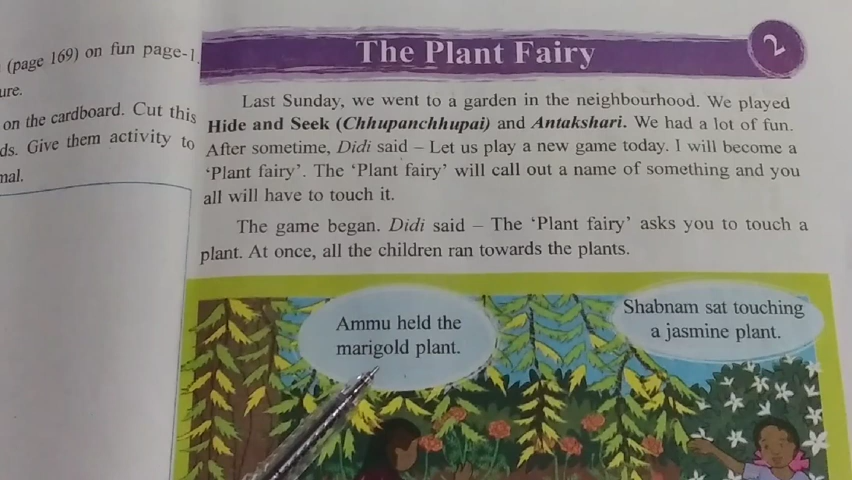 (page 169) on fun page-1.
ure.
on the cardboard. Cut this
ds. Give them activity to
nal.
The Plant Fairy
2
Last Sunday, we went to a garden in the neighbourhood. We played
Hide and Seek (Chhupanchhupai) and Antakshari. We had a lot of fun.
After sometime, Didi said – Let us play a new game today. I will become a
‘Plant fairy’. The ‘Plant fairy’ will call out a name of something and you
all will have to touch it.
The game began. Didi said – The ‘Plant fairy’ asks you to touch a
plant. At once, all the children ran towards the plants.
Ammu held the
marigold plant.
Shabnam sat touching
a jasmine plant.